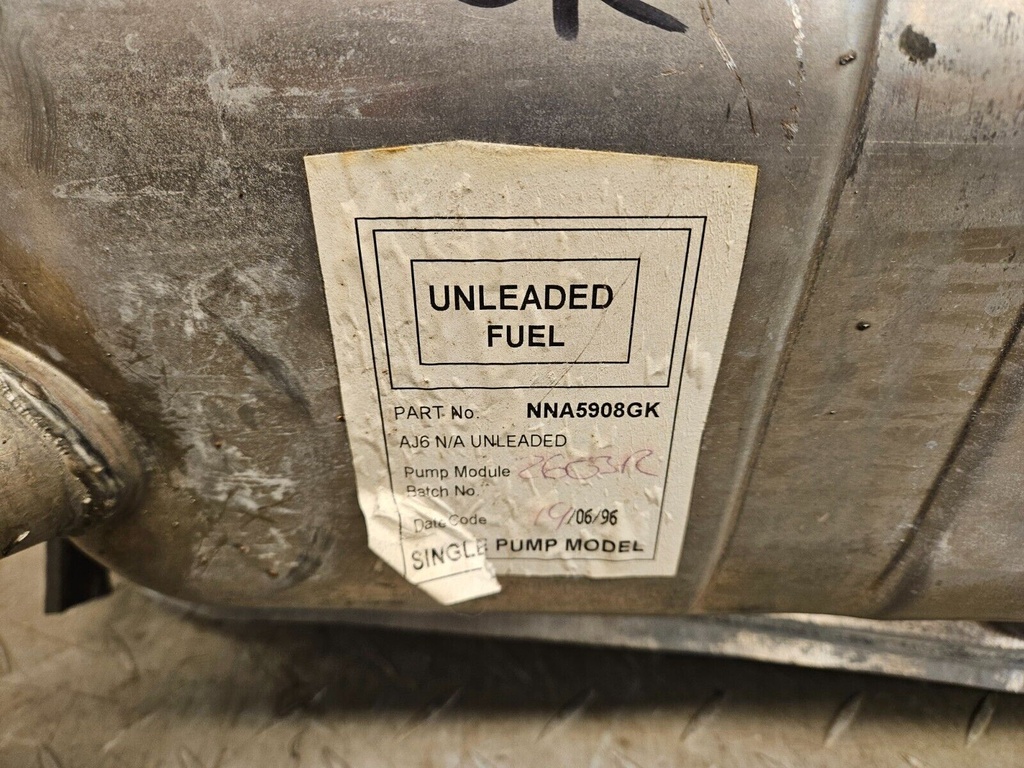 UNLEADED
FUEL
PART No. NNA5908GK
AJ6 N/A UNLEADED
Pump Module
Batch No.
Date Code 19/06/96
SINGLE PUMP MODEL